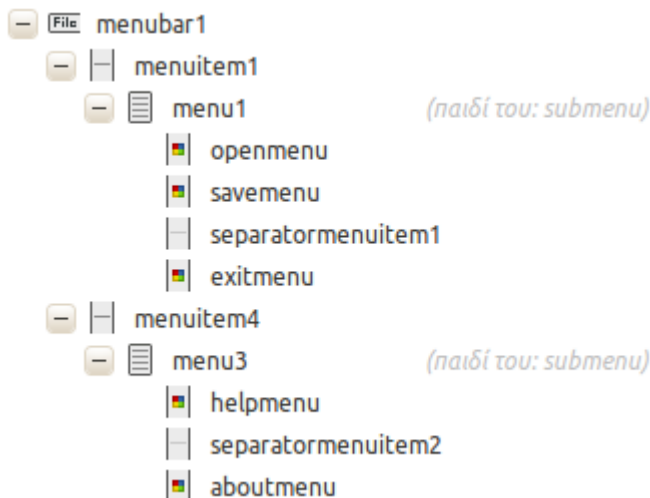 File menubar1
menuitem1
menu1 (παιδί του: submenu)
openmenu
savemenu
separatormenuitem1
exitmenu
menuitem4
menu3 (παιδί του: submenu)
helpmenu
separatormenuitem2
aboutmenu